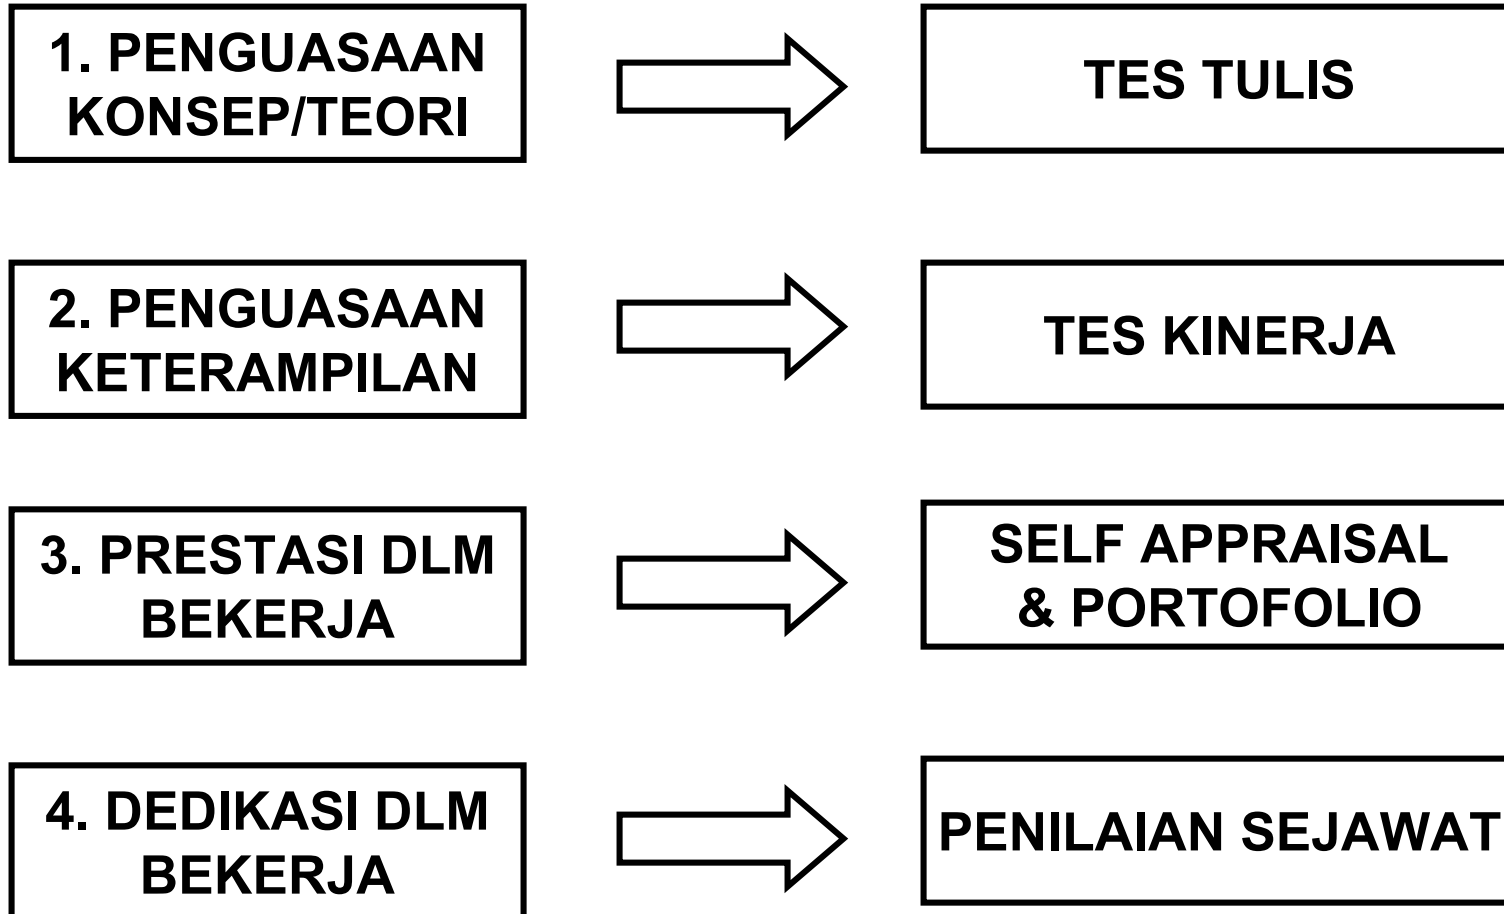 1. PENGUASAAN
KONSEP/TEORI
TES TULIS
2. PENGUASAAN
KETERAMPILAN
TES KINERJA
3. PRESTASI DLM
BEKERJA
SELF APPRAISAL
& PORTOFOLIO
4. DEDIKASI DLM
BEKERJA
PENILAIAN SEJAWAT